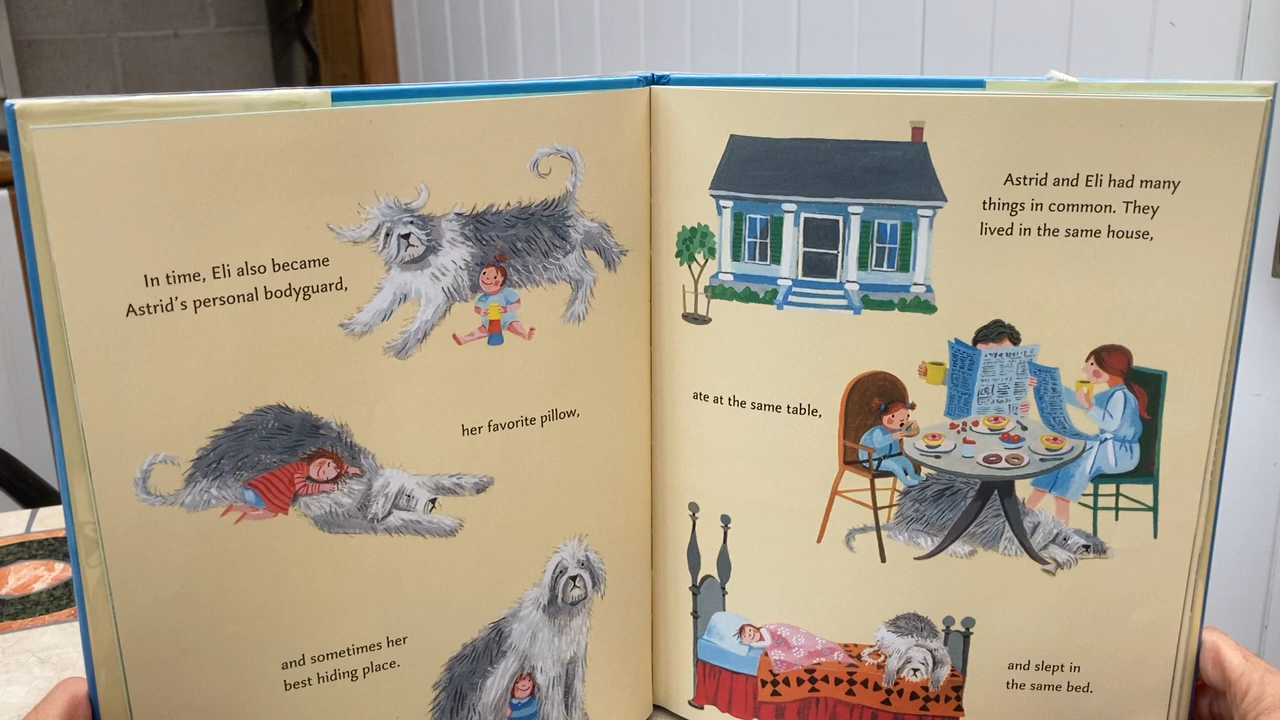 In time, Eli also became
Astrid's personal bodyguard,
her favorite pillow,
and sometimes her
best hiding place.
Astrid and Eli had many
things in common. They
lived in the same house,
ate at the same table,
and slept in
the same bed.